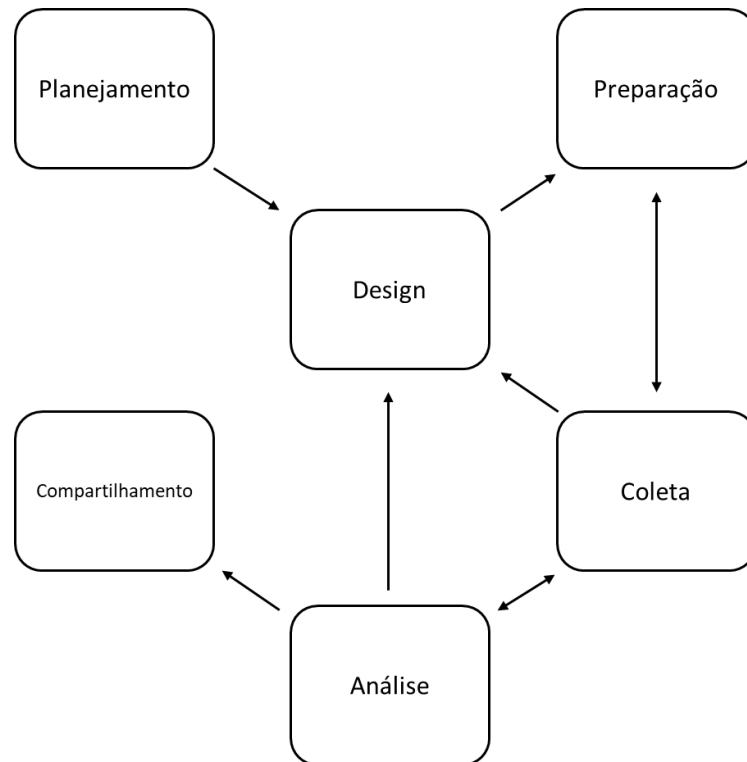 Planejamento
Preparação
Design
Compartilhamento
Coleta
Análise